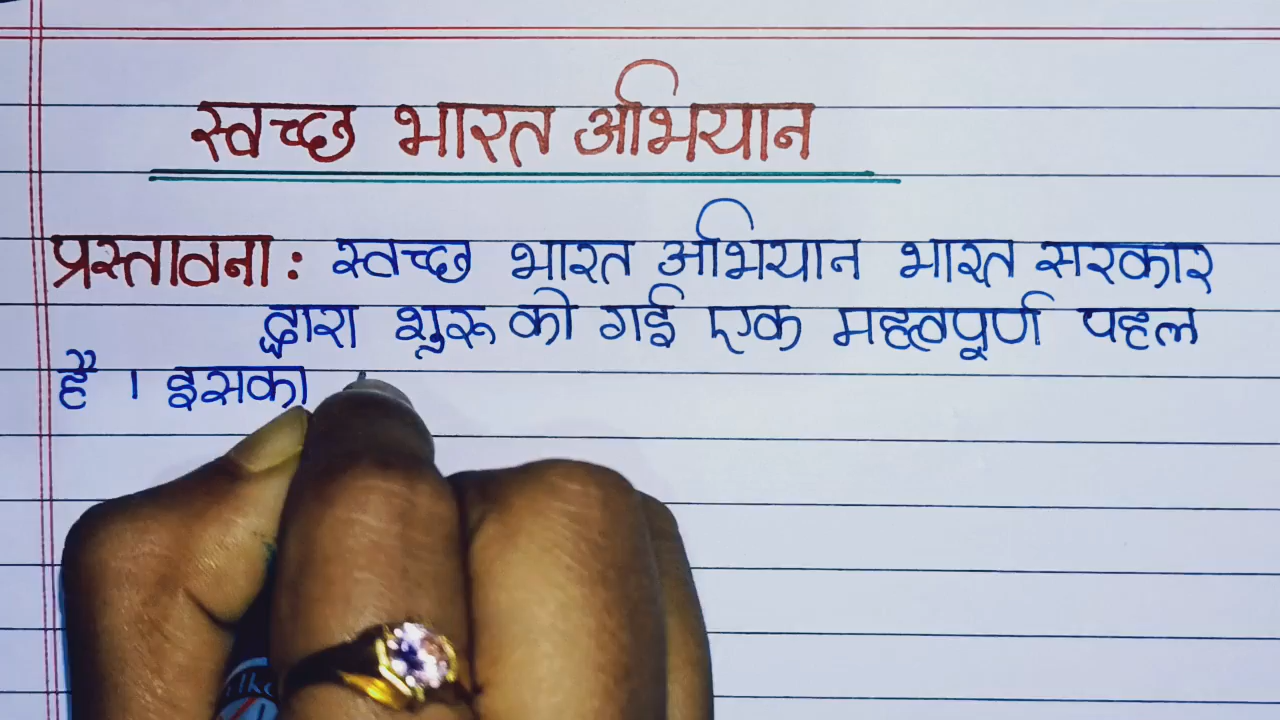 स्वच्छ भारत अभियान
प्रस्तावना: स्वच्छ भारत अभियान भारत सरकार
द्वारा शुरू की गई एक महत्वपूर्ण पहल
है । इसका